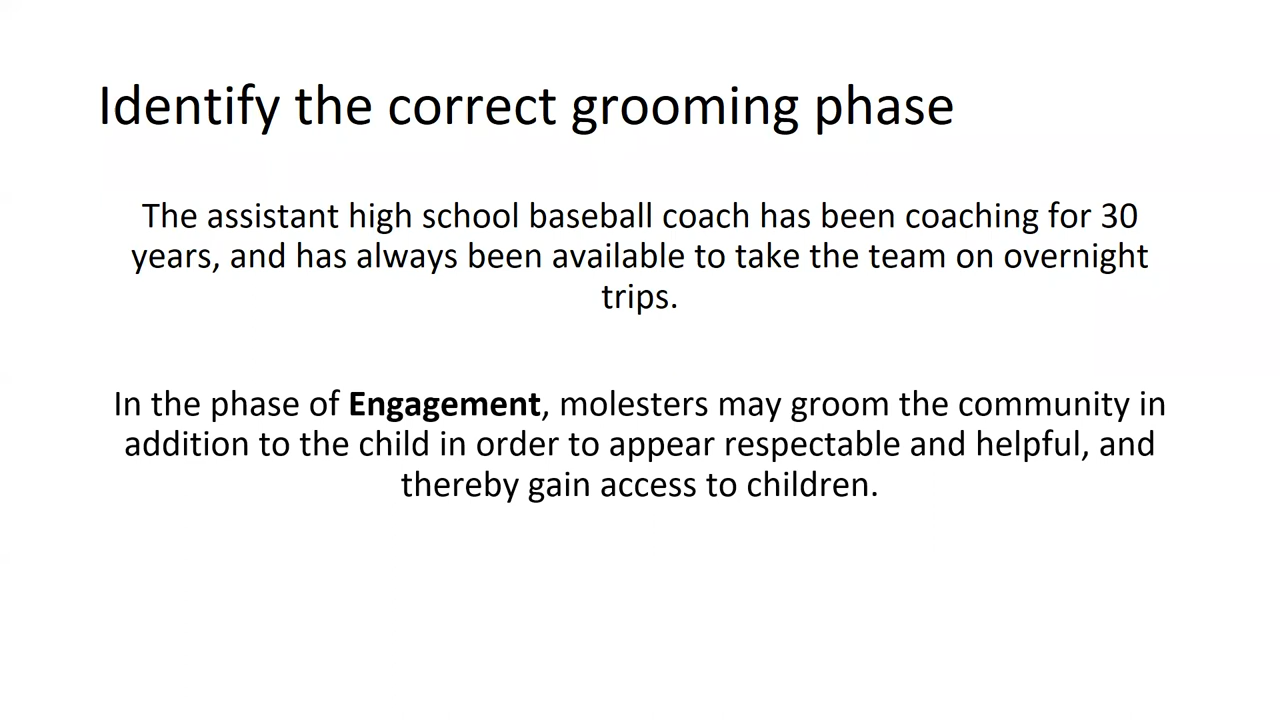 Identify the correct grooming phase
The assistant high school baseball coach has been coaching for 30
years, and has always been available to take the team on overnight
trips.
In the phase of Engagement, molesters may groom the community in
addition to the child in order to appear respectable and helpful, and
thereby gain access to children.